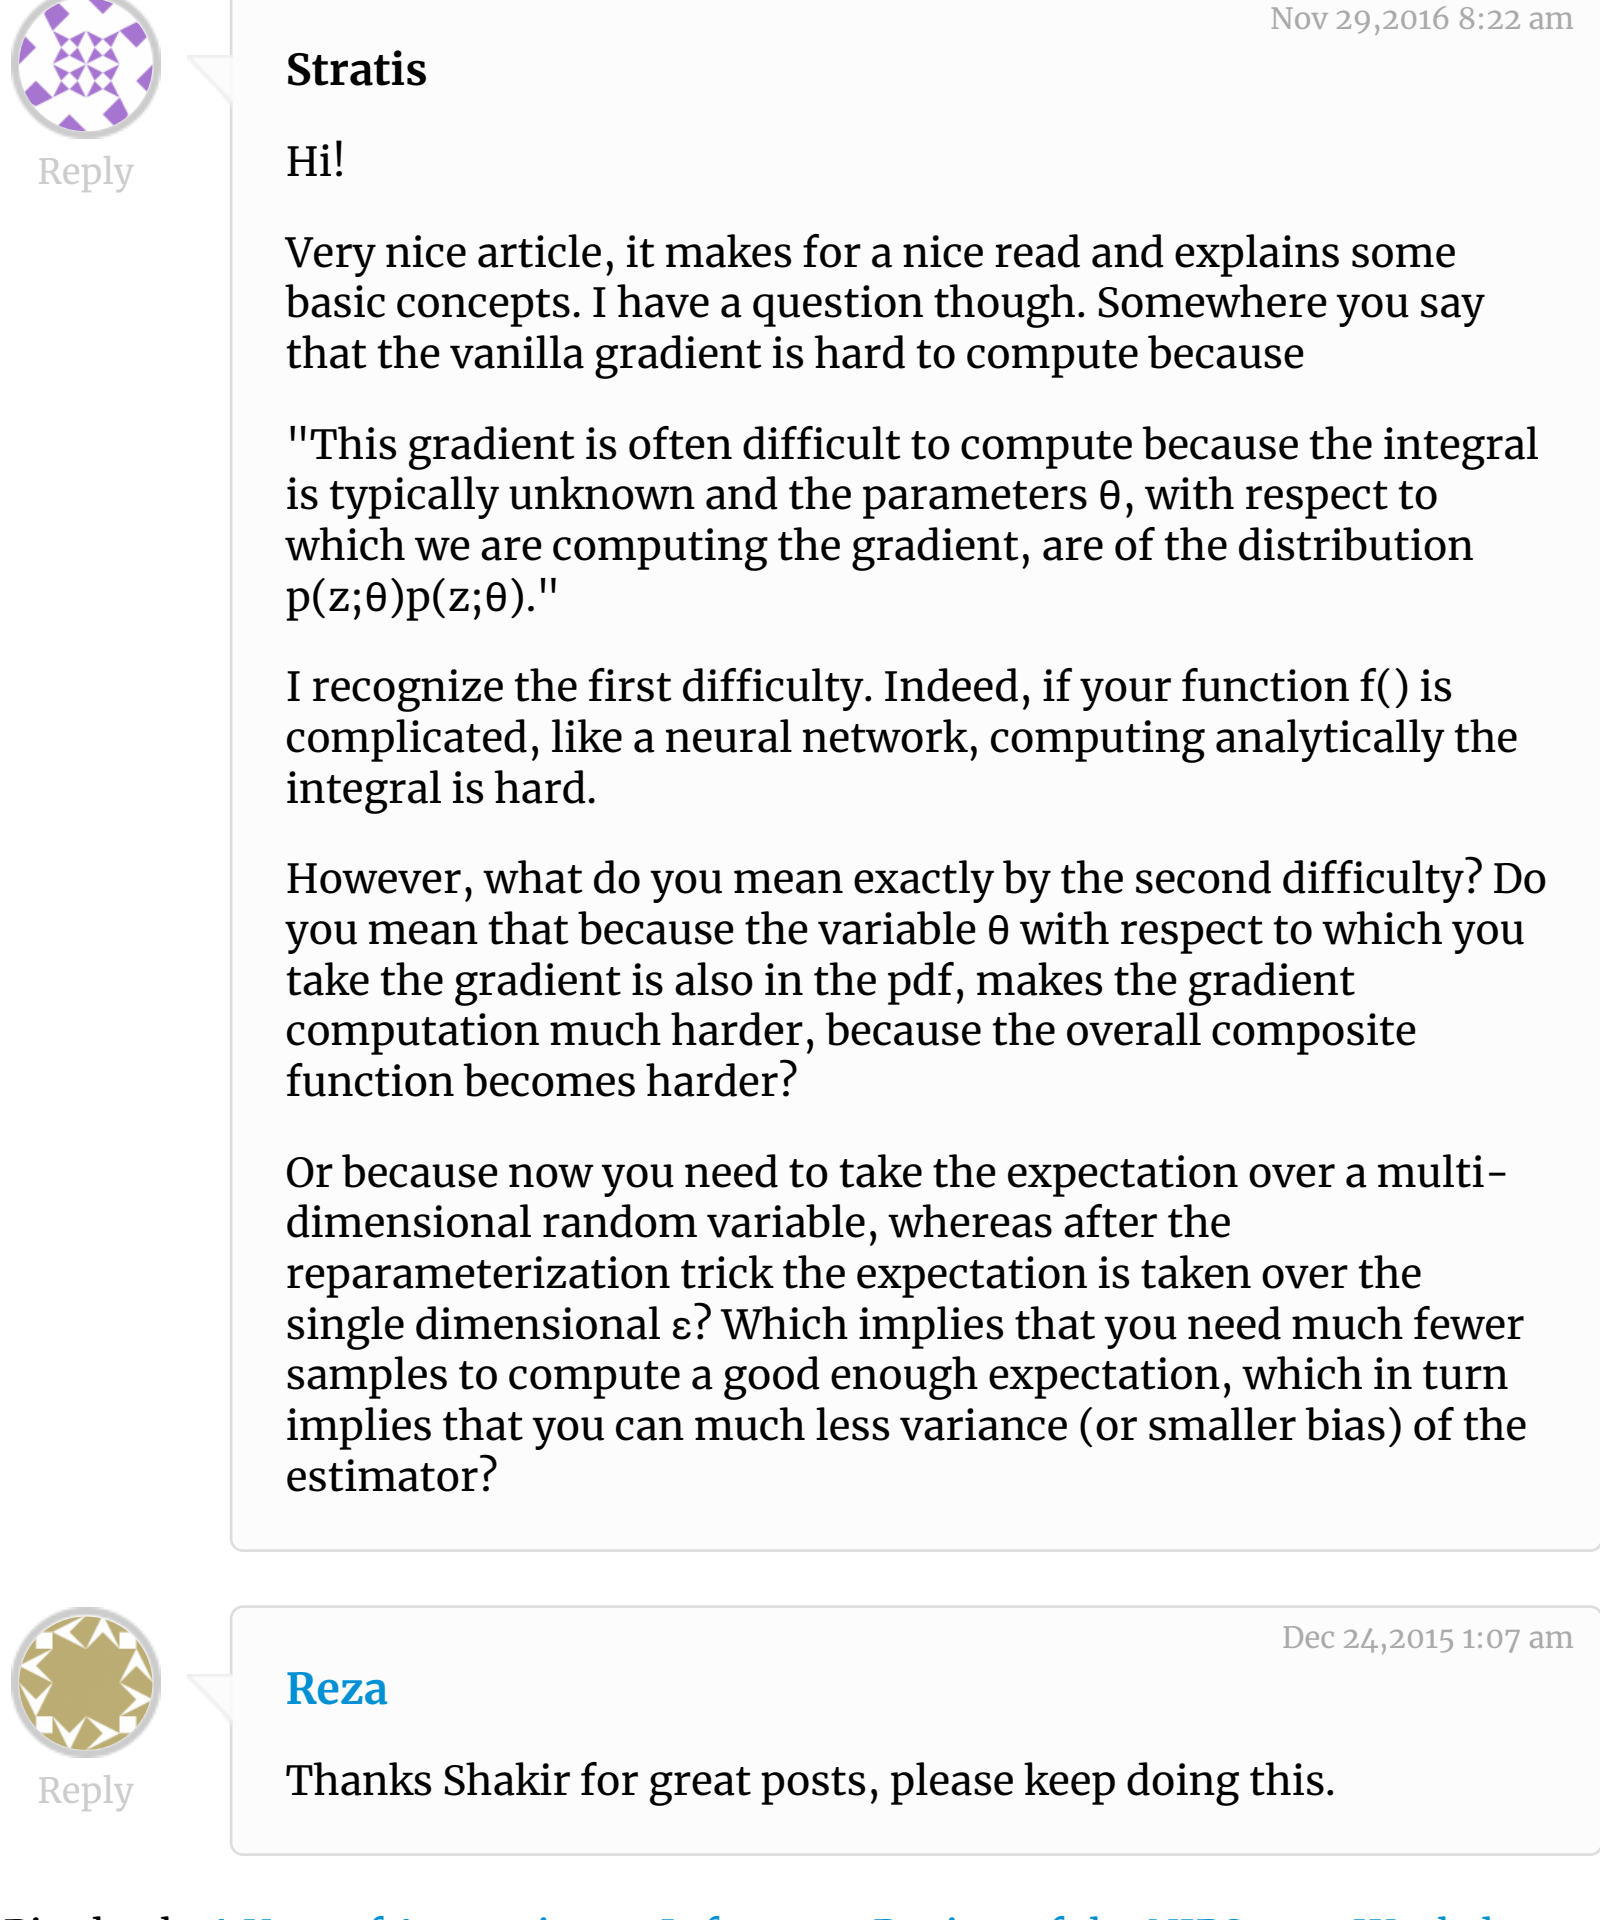 Nov 29,2016 8:22 am
Stratis
Reply
Hi!
Very nice article, it makes for a nice read and explains some
basic concepts. I have a question though. Somewhere you say
that the vanilla gradient is hard to compute because
"This gradient is often difficult to compute because the integral
is typically unknown and the parameters θ, with respect to
which we are computing the gradient, are of the distribution
p(z;θ)p(z;θ)."
I recognize the first difficulty. Indeed, if your function f() is
complicated, like a neural network, computing analytically the
integral is hard.
However, what do you mean exactly by the second difficulty? Do
you mean that because the variable θ with respect to which you
take the gradient is also in the pdf, makes the gradient
computation much harder, because the overall composite
function becomes harder?
Or because now you need to take the expectation over a multi-
dimensional random variable, whereas after the
reparameterization trick the expectation is taken over the
single dimensional ε? Which implies that you need much fewer
samples to compute a good enough expectation, which in turn
implies that you can much less variance (or smaller bias) of the
estimator?
Dec 24,2015 1:07 am
Reza
Reply
Thanks Shakir for great posts, please keep doing this.